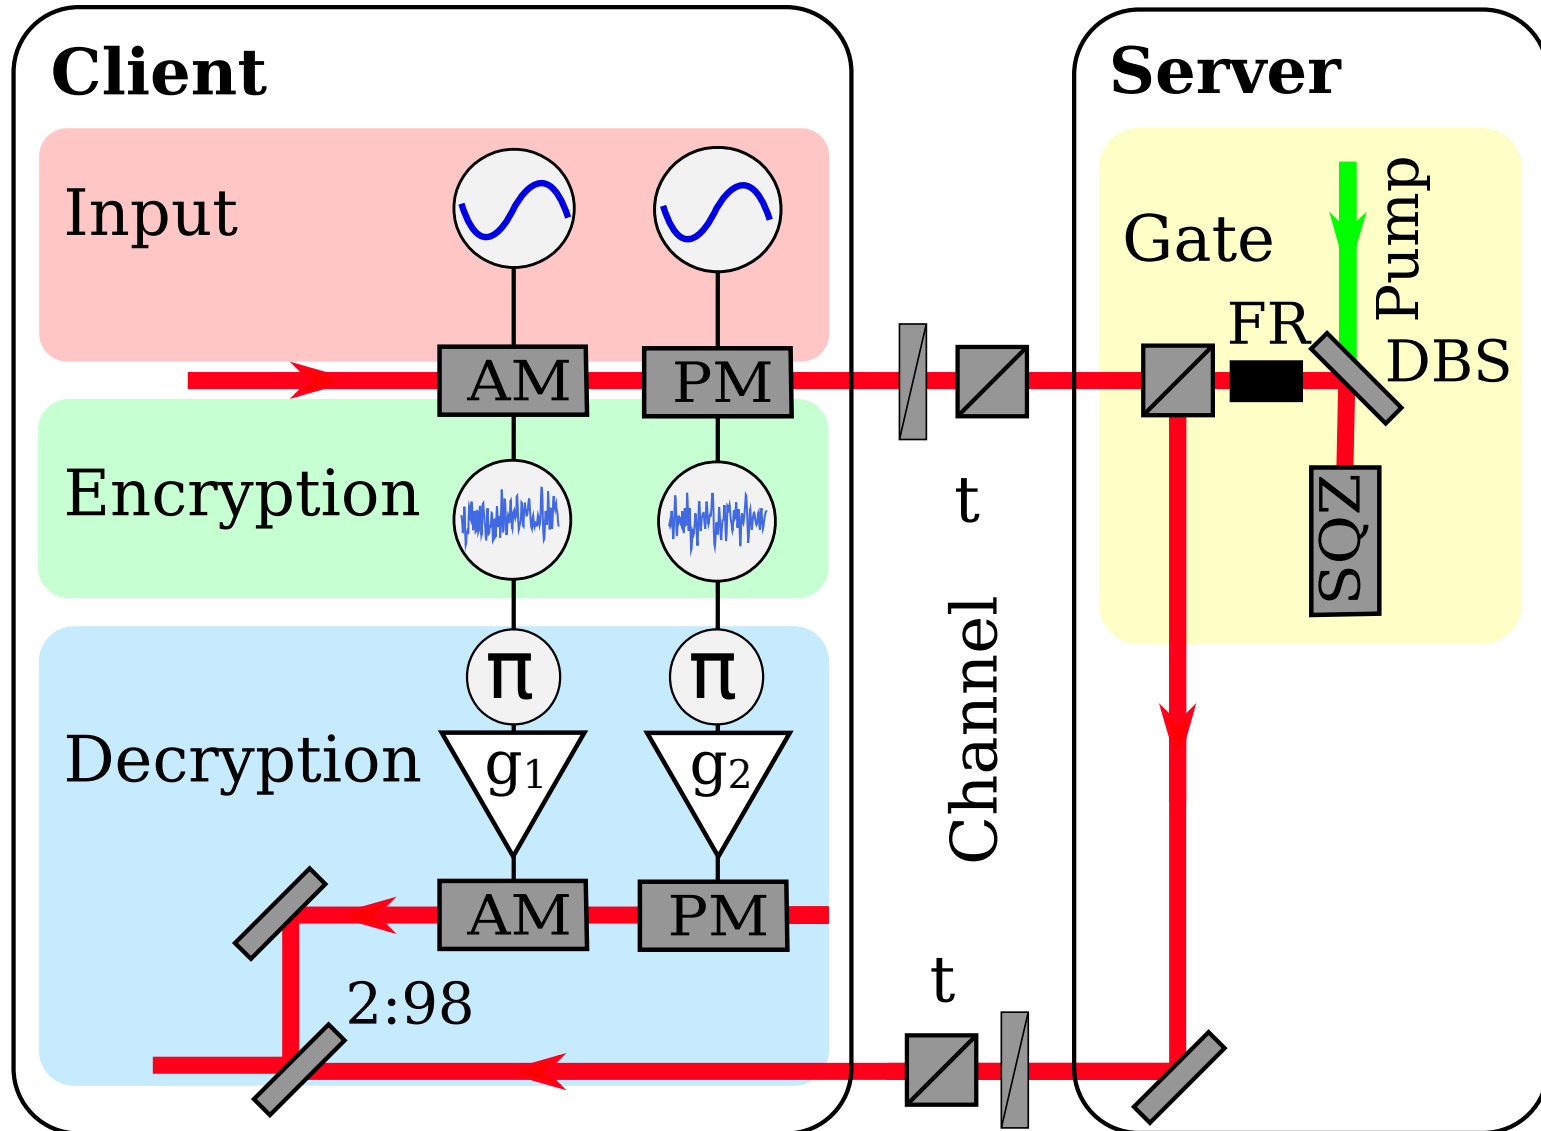 Client
Server
Input
Gate
Pump
FR
DBS
AM
PM
Encryption
t
SQZ
Channel
π
π
Decryption
g1
g2
AM
PM
t
2:98